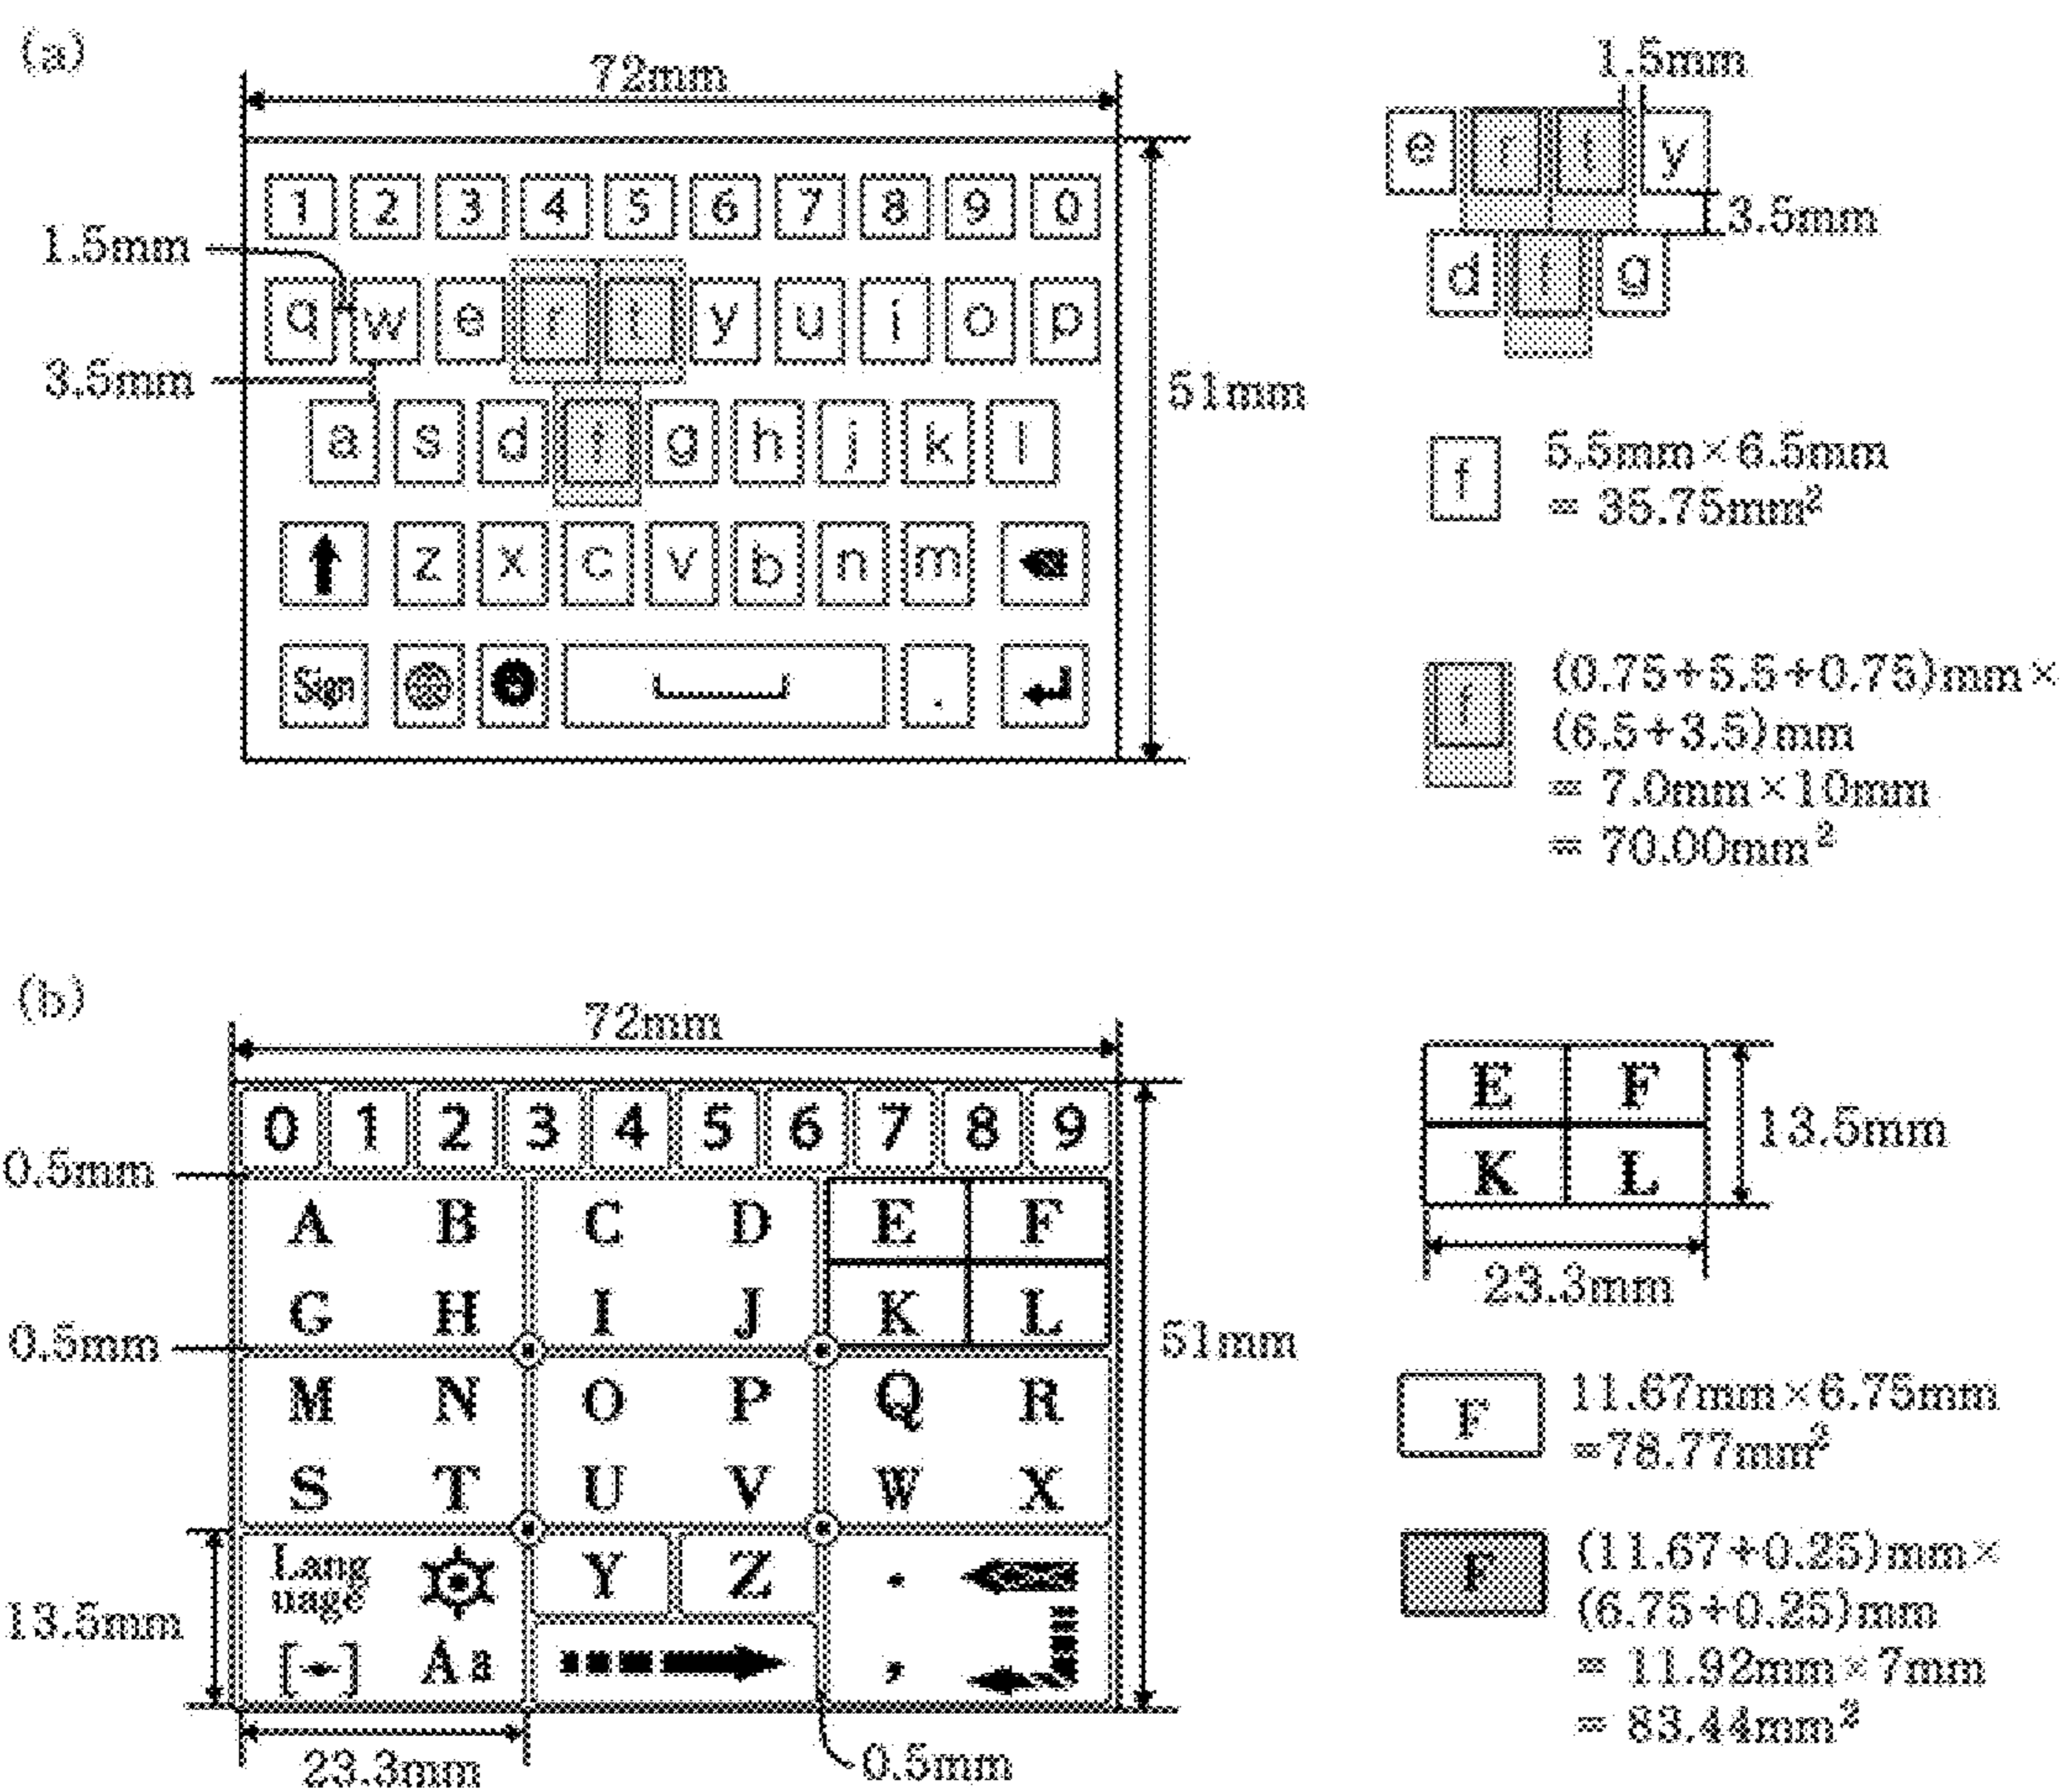 (a)
72mm
1 2 3 4 5 6 7 8 9 0
1.5mm
q w e r t y u i o p
3.5mm
a s d f g h j k l
51mm
z x c v b n m
Sign .
1.5mm
e r t y
3.5mm
d f g
f 5.5mm×6.5mm
= 35.75mm²
(0.75+5.5+0.75)mm×
(6.5+3.5)mm
= 7.0mm×10mm
= 70.00mm²
(b)
72mm
0 1 2 3 4 5 6 7 8 9
0.5mm
A B C D E F
G H I J K L
0.5mm
51mm
M N O P Q R
S T U V W X
Lang
uage
Y Z .
13.5mm
Aa ,
23.3mm
0.5mm
E F
K L
13.5mm
23.3mm
F 11.67mm×6.75mm
=78.77mm²
F (11.67+0.25)mm×
(6.75+0.25)mm
= 11.92mm×7mm
= 83.44mm²